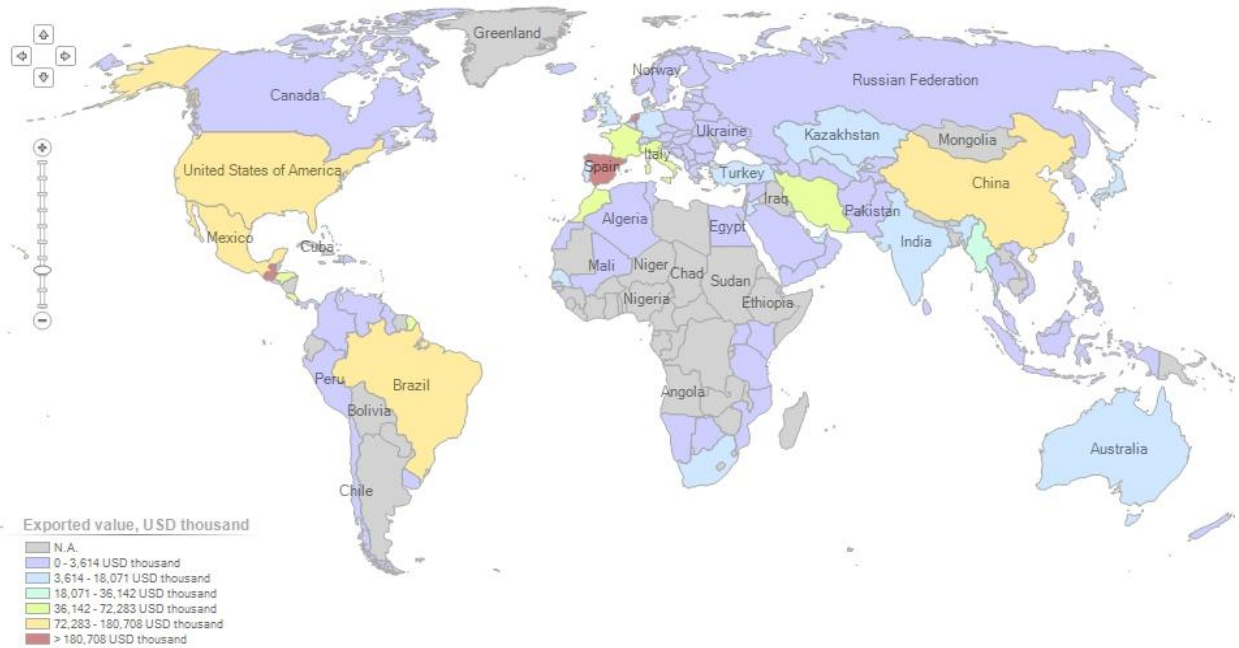 Greenland
Norway
Russian Federation
Canada
Ukraine
Kazakhstan
Mongolia
Italy
United States of America
Spain
Turkey
China
Iraq
Pakistan
Algeria
Egypt
Mexico
Cuba
India
Mali
Niger
Chad
Sudan
Nigeria
Ethiopia
Peru
Brazil
Angola
Bolivia
Australia
Chile
Exported value, USD thousand
N.A.
0 - 3,614 USD thousand
3,614 - 18,071 USD thousand
18,071 - 36,142 USD thousand
36,142 - 72,283 USD thousand
72,283 - 180,708 USD thousand
> 180,708 USD thousand